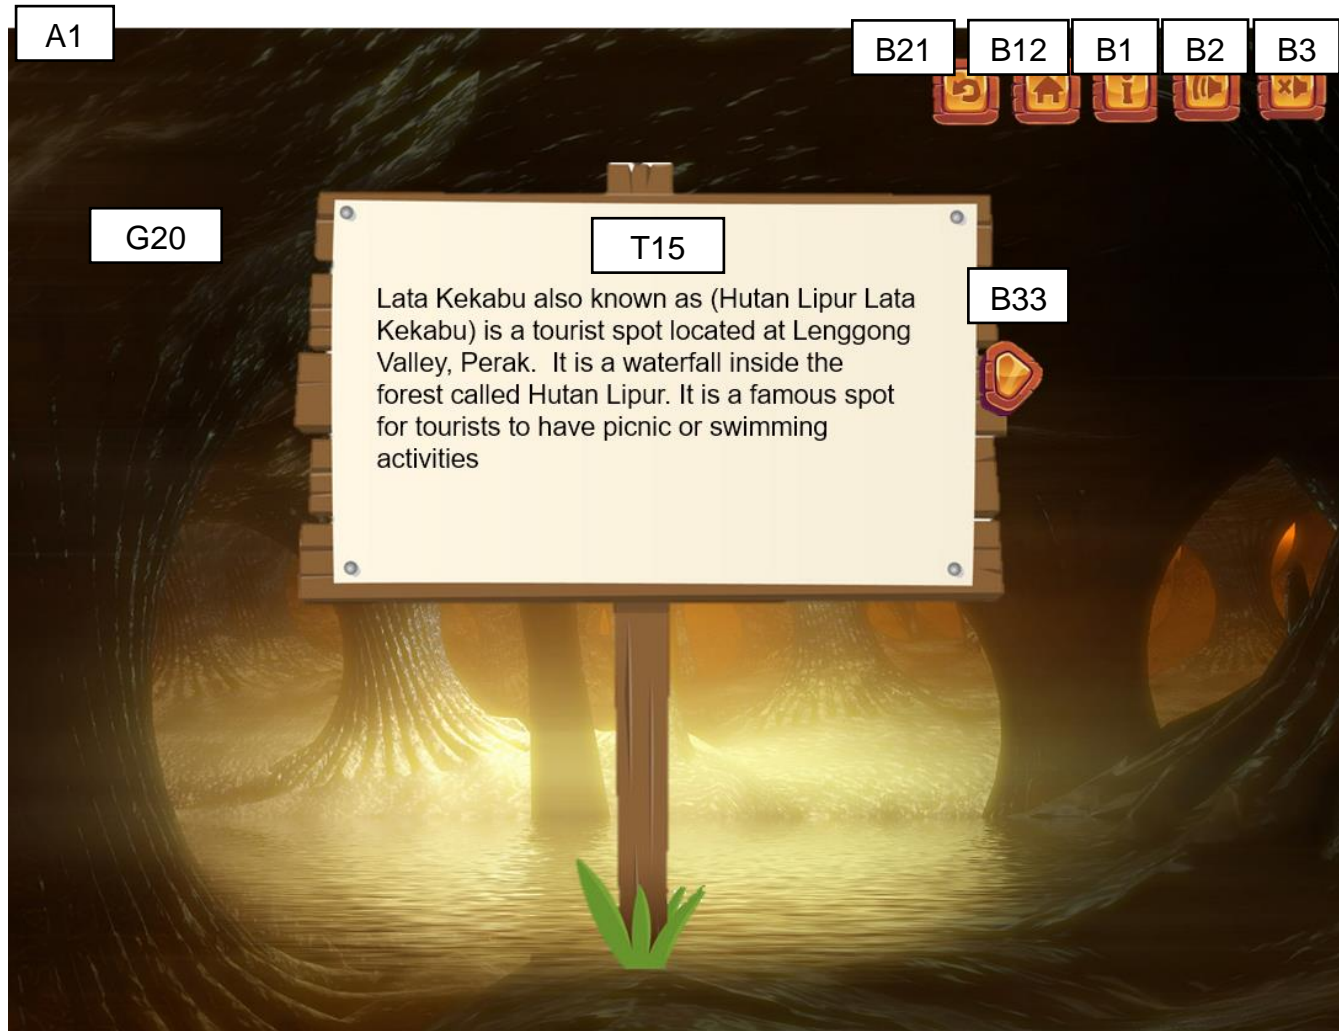 A1
B21 B12 B1 B2 B3
G20
T15
B33
Lata Kekabu also known as (Hutan Lipur Lata
Kekabu) is a tourist spot located at Lenggong
Valley, Perak.  It is a waterfall inside the
forest called Hutan Lipur. It is a famous spot
for tourists to have picnic or swimming
activities